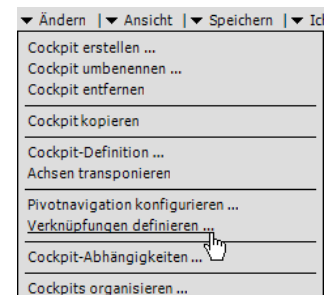 ▼ Ändern | ▼ Ansicht | ▼ Speichern | ▼
Cockpit erstellen ...
Cockpit umbenennen ...
Cockpit entfernen
Cockpit kopieren
Cockpit-Definition ...
Achsen transponieren
Pivotnavigation konfigurieren ...
Verknüpfungen definieren ...
Cockpit-Abhängigkeiten ...
Cockpits organisieren ...